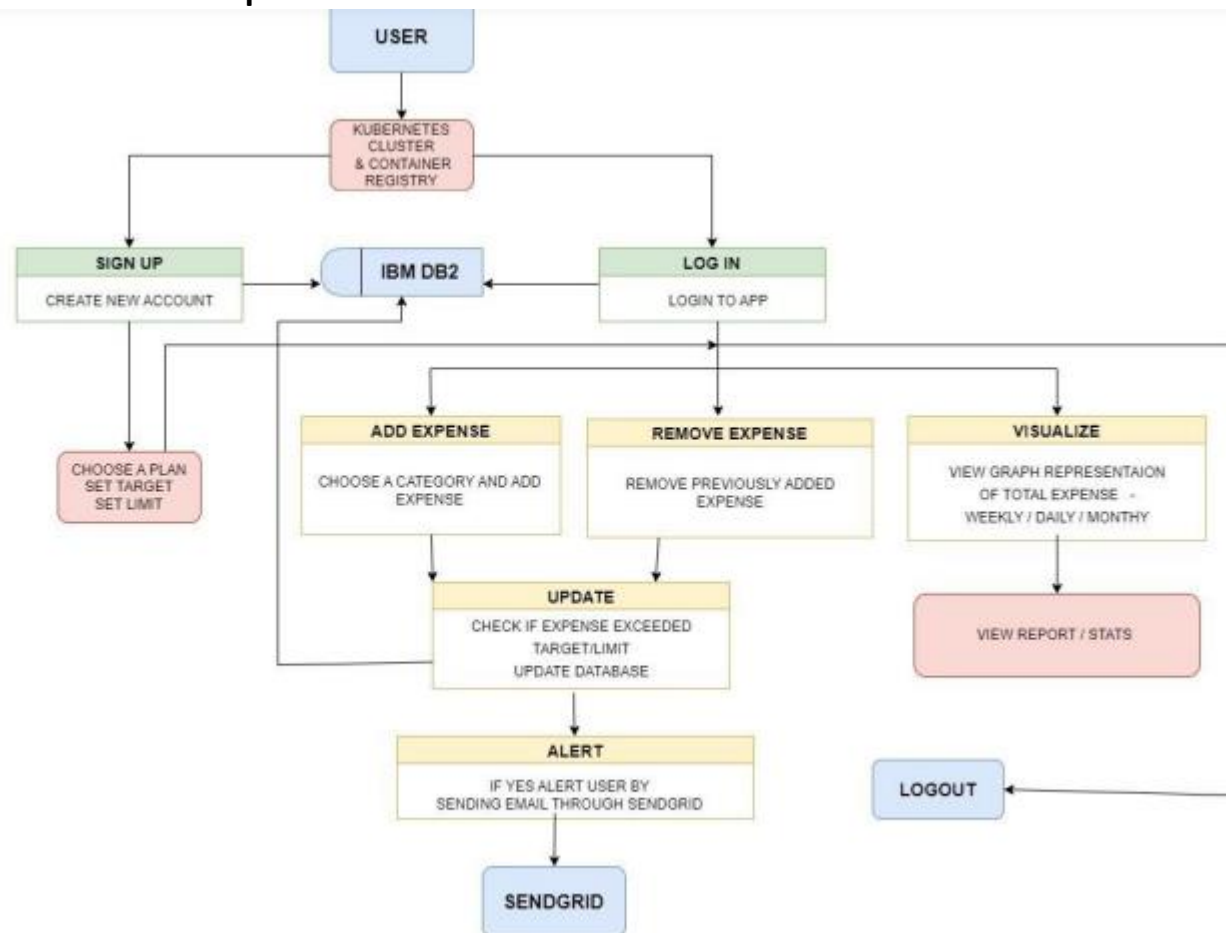 USER
KUBERNETES
CLUSTER
& CONTAINER
REGISTRY
SIGN UP
CREATE NEW ACCOUNT
IBM DB2
LOG IN
LOGIN TO APP
CHOOSE A PLAN
SET TARGET
SET LIMIT
ADD EXPENSE
CHOOSE A CATEGORY AND ADD
EXPENSE
REMOVE EXPENSE
REMOVE PREVIOUSLY ADDED
EXPENSE
VISUALIZE
VIEW GRAPH REPRESENTAION
OF TOTAL EXPENSE -
WEEKLY / DAILY / MONTHY
UPDATE
CHECK IF EXPENSE EXCEEDED
TARGET/LIMIT
UPDATE DATABASE
VIEW REPORT / STATS
ALERT
IF YES ALERT USER BY
SENDING EMAIL THROUGH SENDGRID
LOGOUT
SENDGRID